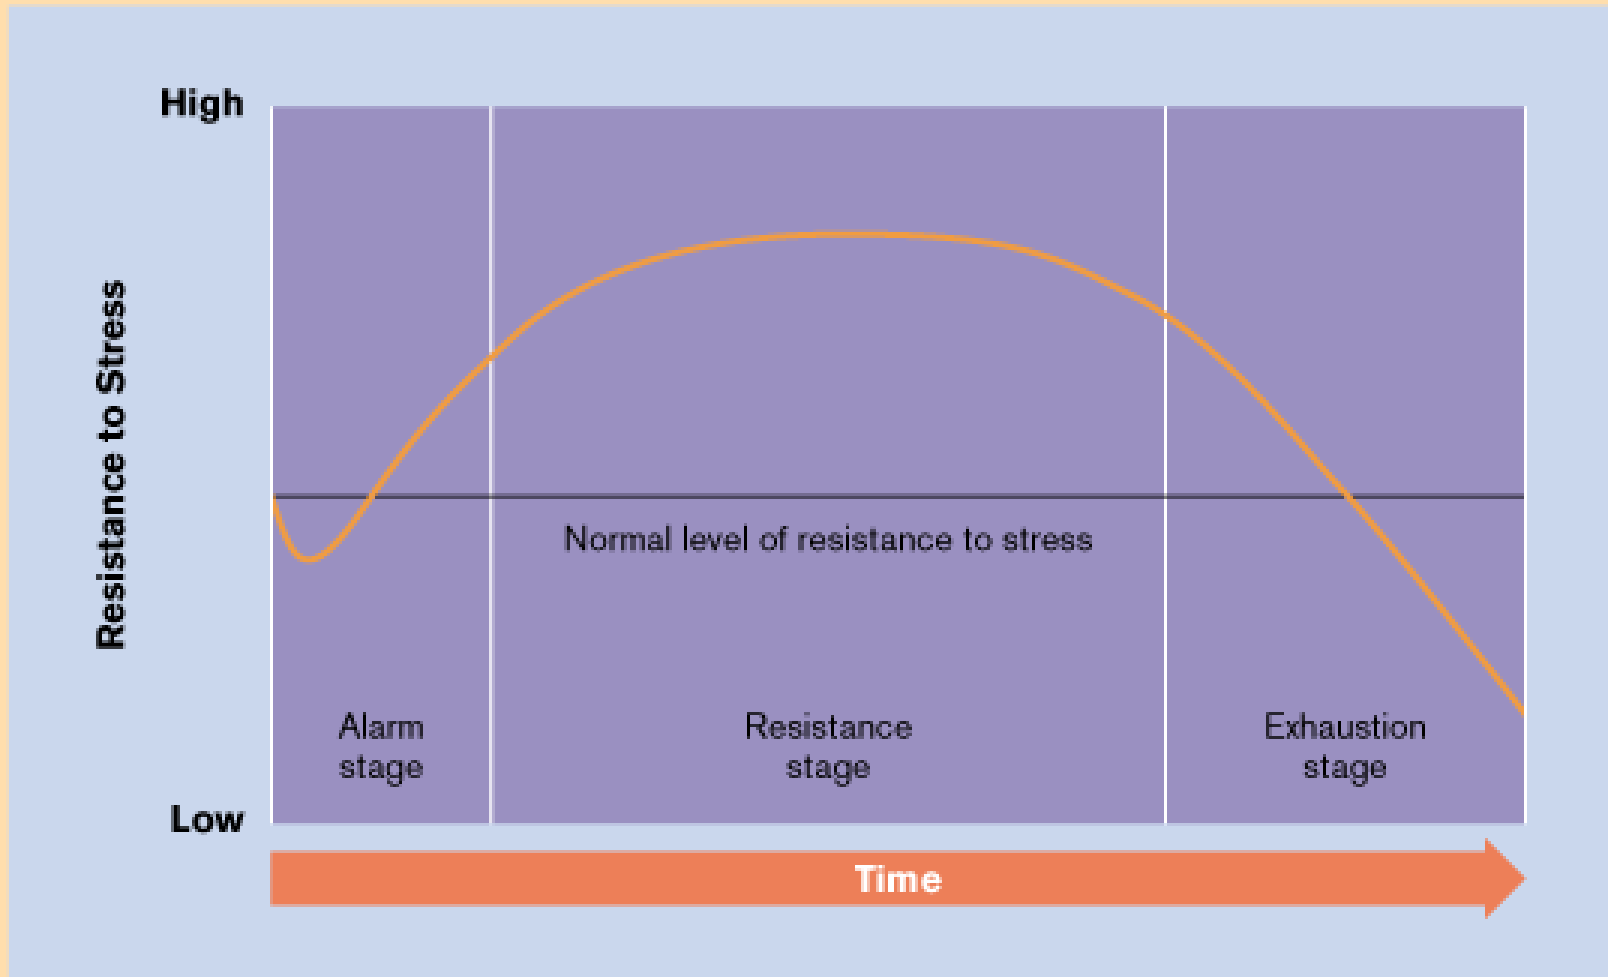 High
Resistance to Stress
Normal level of resistance to stress
Alarm
stage
Resistance
stage
Exhaustion
stage
Low
Time